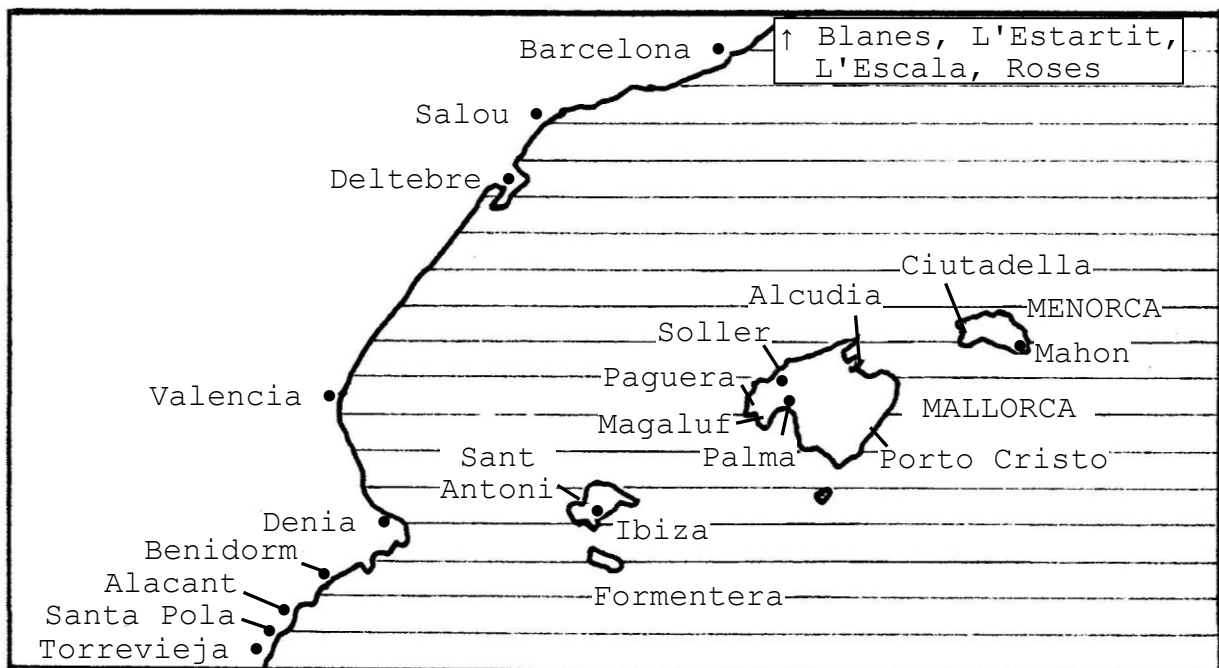 ↑ Blanes, L'Estartit,
L'Escala, Roses
Barcelona
Salou
Deltebre
Ciutadella
Alcudia
MENORCA
Soller
Mahon
Paguera
Valencia
MALLORCA
Magaluf
Palma
Porto Cristo
Sant
Antoni
Denia
Ibiza
Benidorm
Alacant
Formentera
Santa Pola
Torrevieja